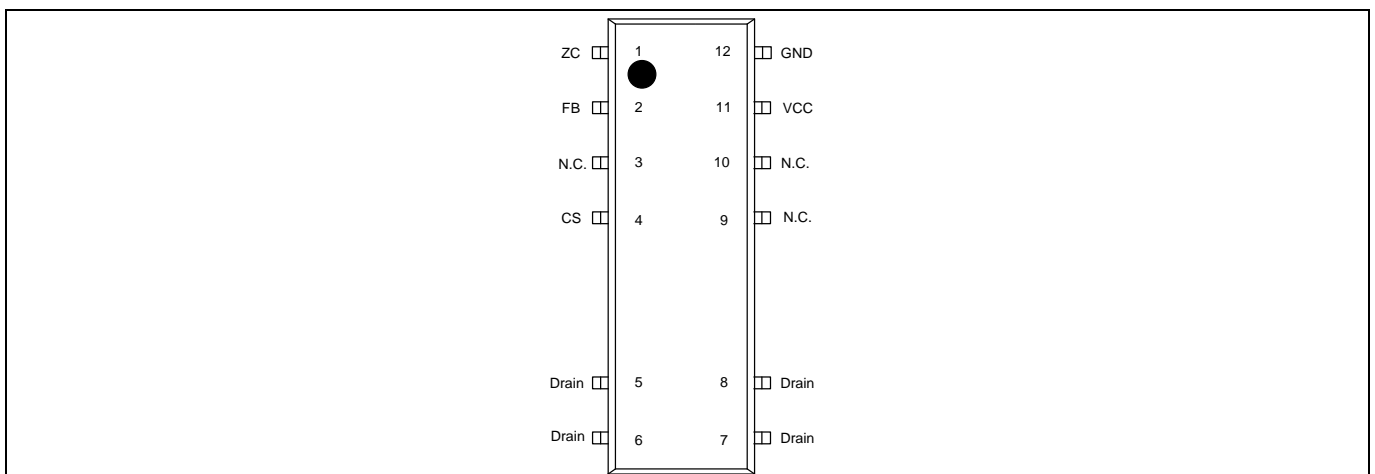 ZC 1 12 GND
FB 2 11 VCC
N.C. 3 10 N.C.
CS 4 9 N.C.
Drain 5 8 Drain
Drain 6 7 Drain